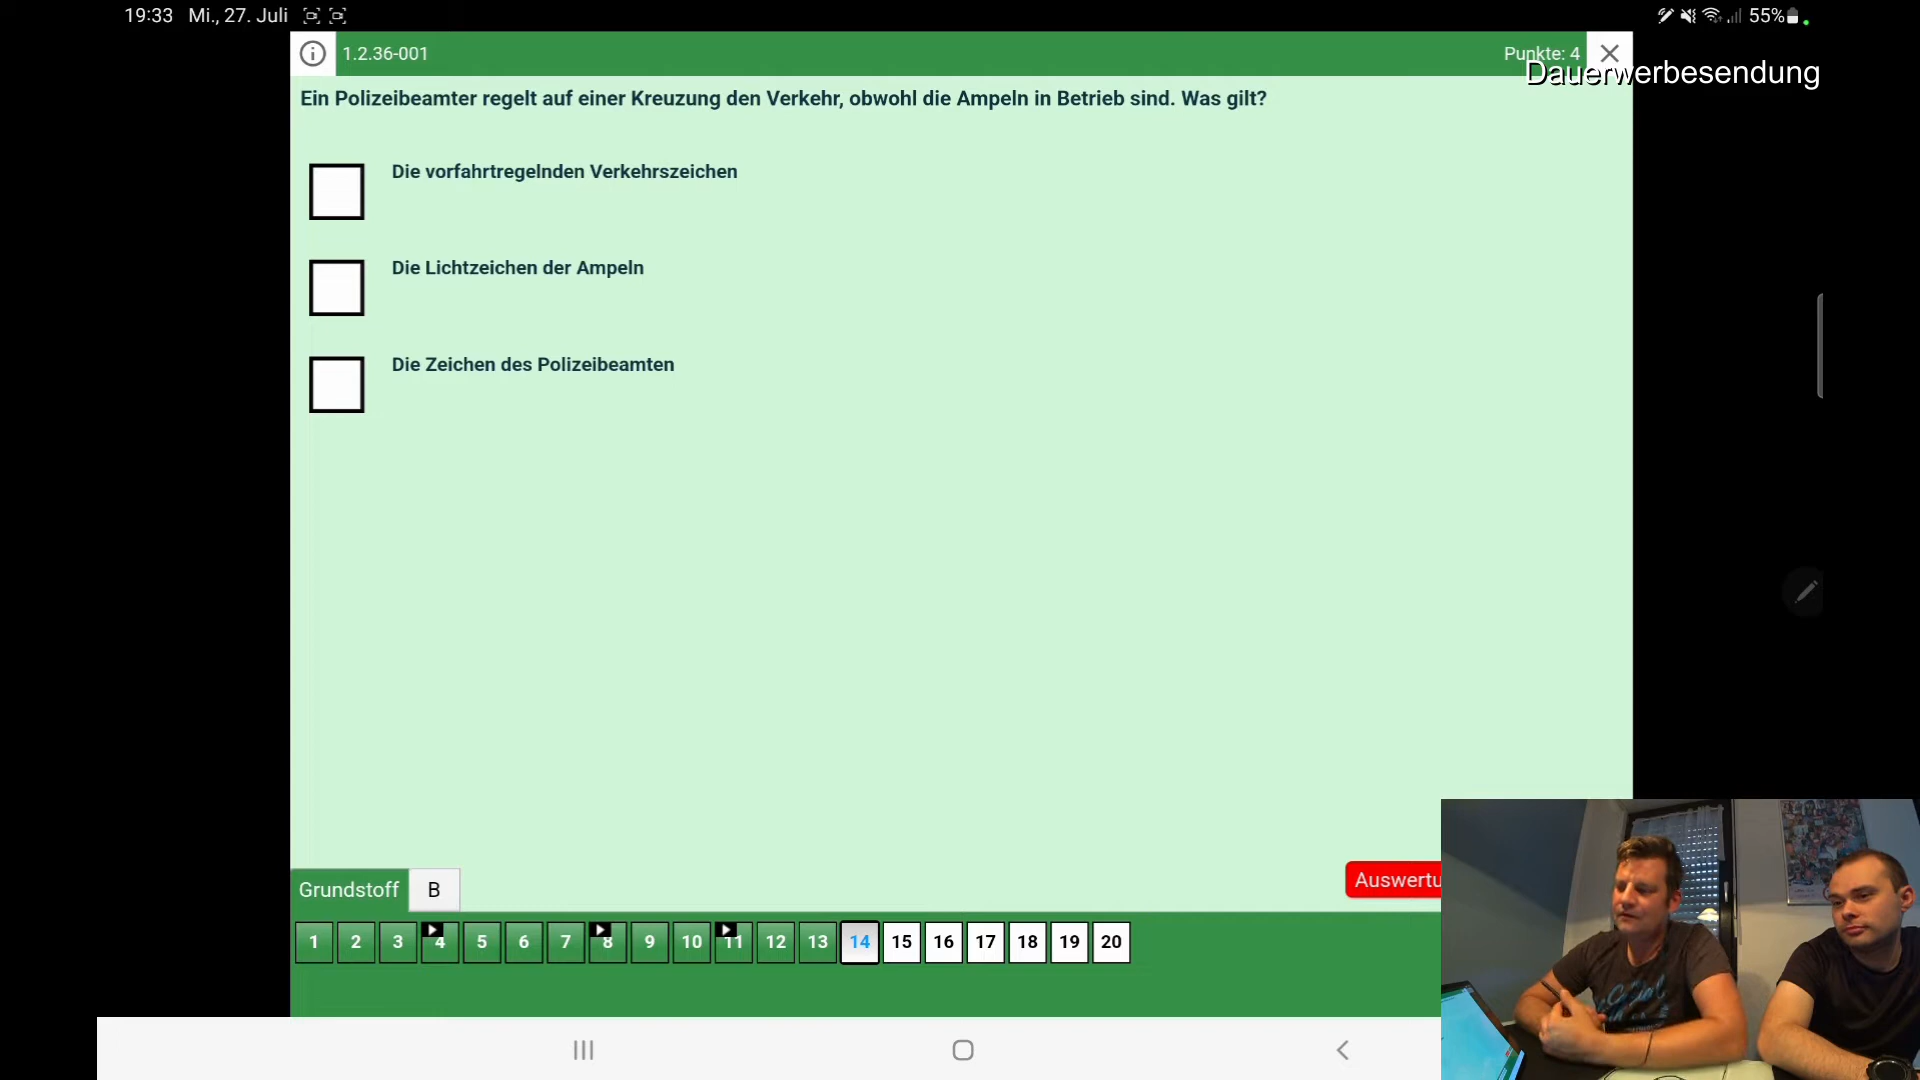 19:33 Mi., 27. Juli
55%
1.2.36-001
Punkte: 4
Dauerwerbesendung
Ein Polizeibeamter regelt auf einer Kreuzung den Verkehr, obwohl die Ampeln in Betrieb sind. Was gilt?
Die vorfahrtregelnden Verkehrszeichen
Die Lichtzeichen der Ampeln
Die Zeichen des Polizeibeamten
Grundstoff B
Auswertu
1 2 3 4 5 6 7 8 9 10 11 12 13 14 15 16 17 18 19 20